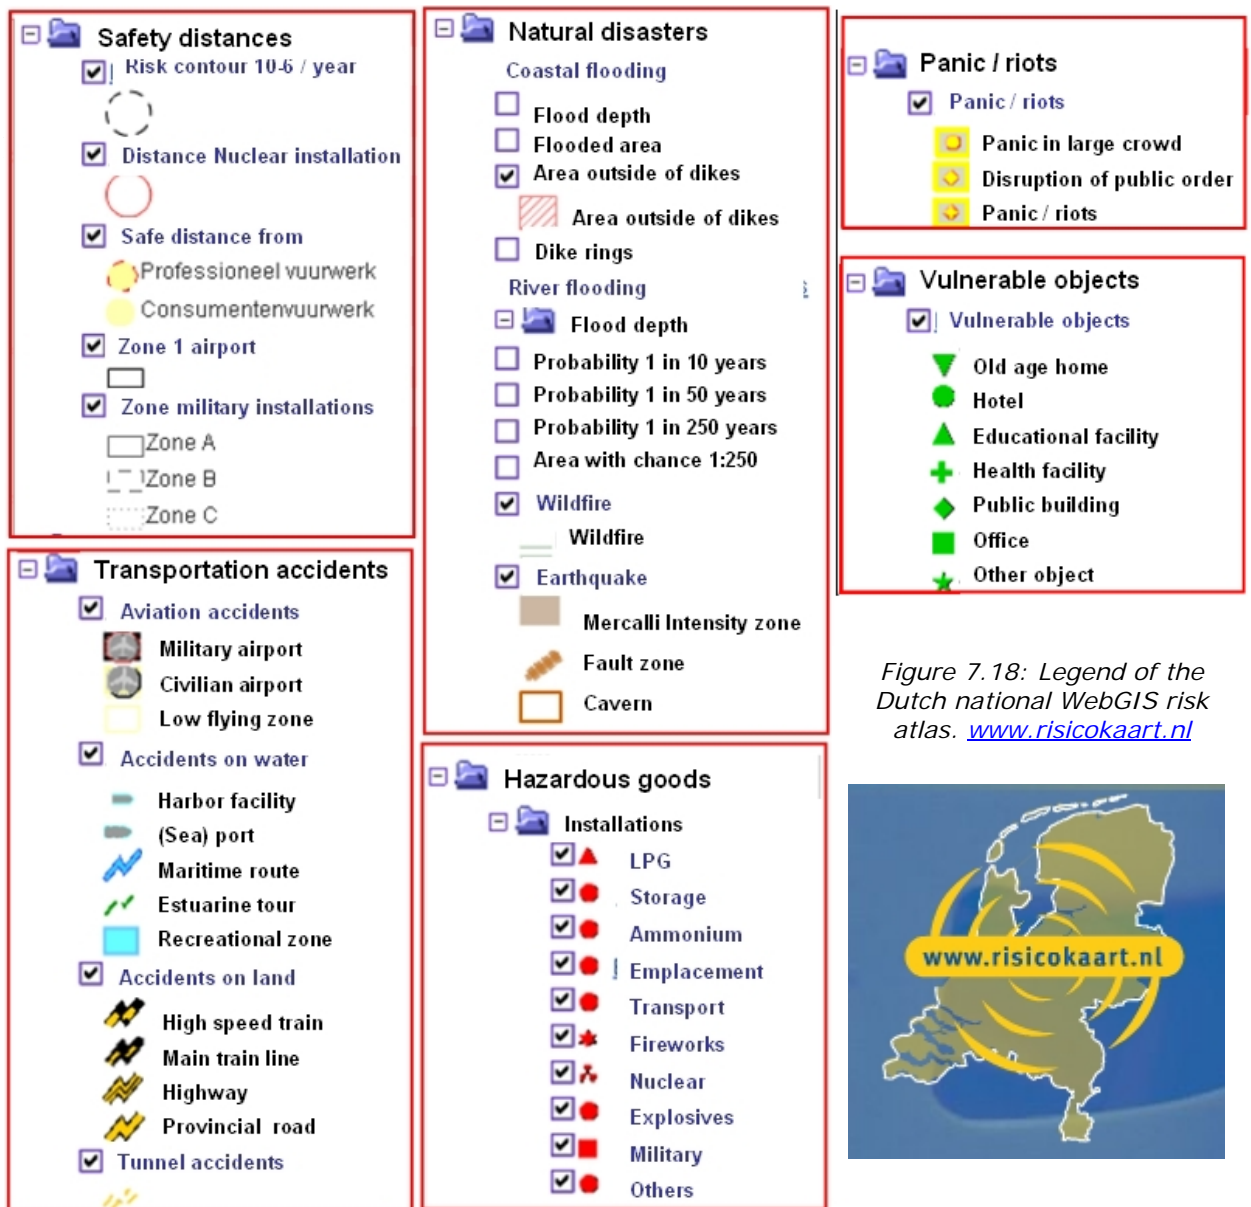 Safety distances
Risk contour 10-6 / year
Distance Nuclear installation
Safe distance from
Professioneel vuurwerk
Consumentenvuurwerk
Zone 1 airport
Zone military installations
Zone A
Zone B
Zone C
Transportation accidents
Aviation accidents
Military airport
Civilian airport
Low flying zone
Accidents on water
Harbor facility
(Sea) port
Maritime route
Estuarine tour
Recreational zone
Accidents on land
High speed train
Main train line
Highway
Provincial road
Tunnel accidents
Natural disasters
Coastal flooding
Flood depth
Flooded area
Area outside of dikes
Area outside of dikes
Dike rings
River flooding
Flood depth
Probability 1 in 10 years
Probability 1 in 50 years
Probability 1 in 250 years
Area with chance 1:250
Wildfire
Wildfire
Earthquake
Mercalli Intensity zone
Fault zone
Cavern
Hazardous goods
Installations
LPG
Storage
Ammonium
Emplacement
Transport
Fireworks
Nuclear
Explosives
Military
Others
Panic / riots
Panic / riots
Panic in large crowd
Disruption of public order
Panic / riots
Vulnerable objects
Vulnerable objects
Old age home
Hotel
Educational facility
Health facility
Public building
Office
Other object
Figure 7.18: Legend of the
Dutch national WebGIS risk
atlas. www.risicokaart.nl
www.risicokaart.nl